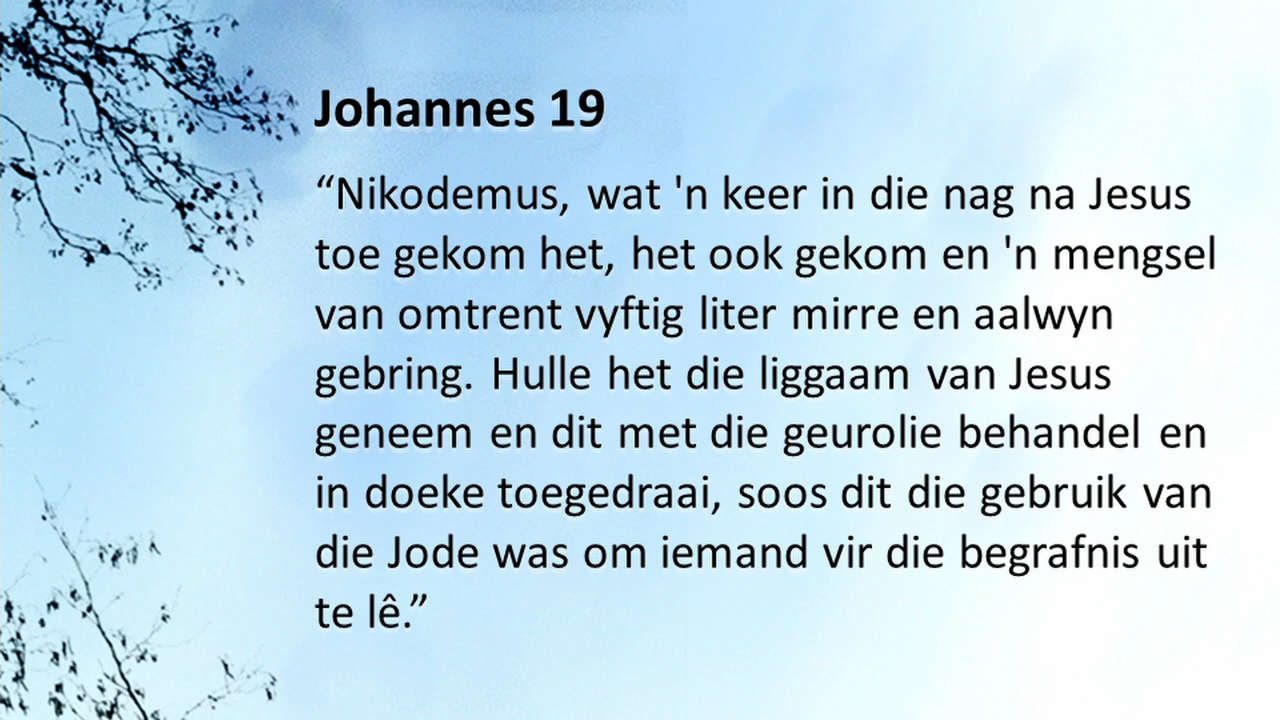 Johannes 19
“Nikodemus, wat 'n keer in die nag na Jesus
toe gekom het, het ook gekom en 'n mengsel
van omtrent vyftig liter mirre en aalwyn
gebring. Hulle het die liggaam van Jesus
geneem en dit met die geurolie behandel en
in doeke toegedraai, soos dit die gebruik van
die Jode was om iemand vir die begrafnis uit
te lê.”